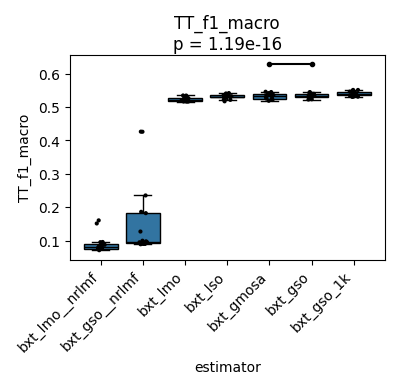 TT_f1_macro
p = 1.19e-16
TT_f1_macro
0.6
0.5
0.4
0.3
0.2
0.1
bxt_lmo__nrlmf
bxt_gso__nrlmf
bxt_lmo
bxt_lso
bxt_gmosa
bxt_gso
bxt_gso_1k
estimator